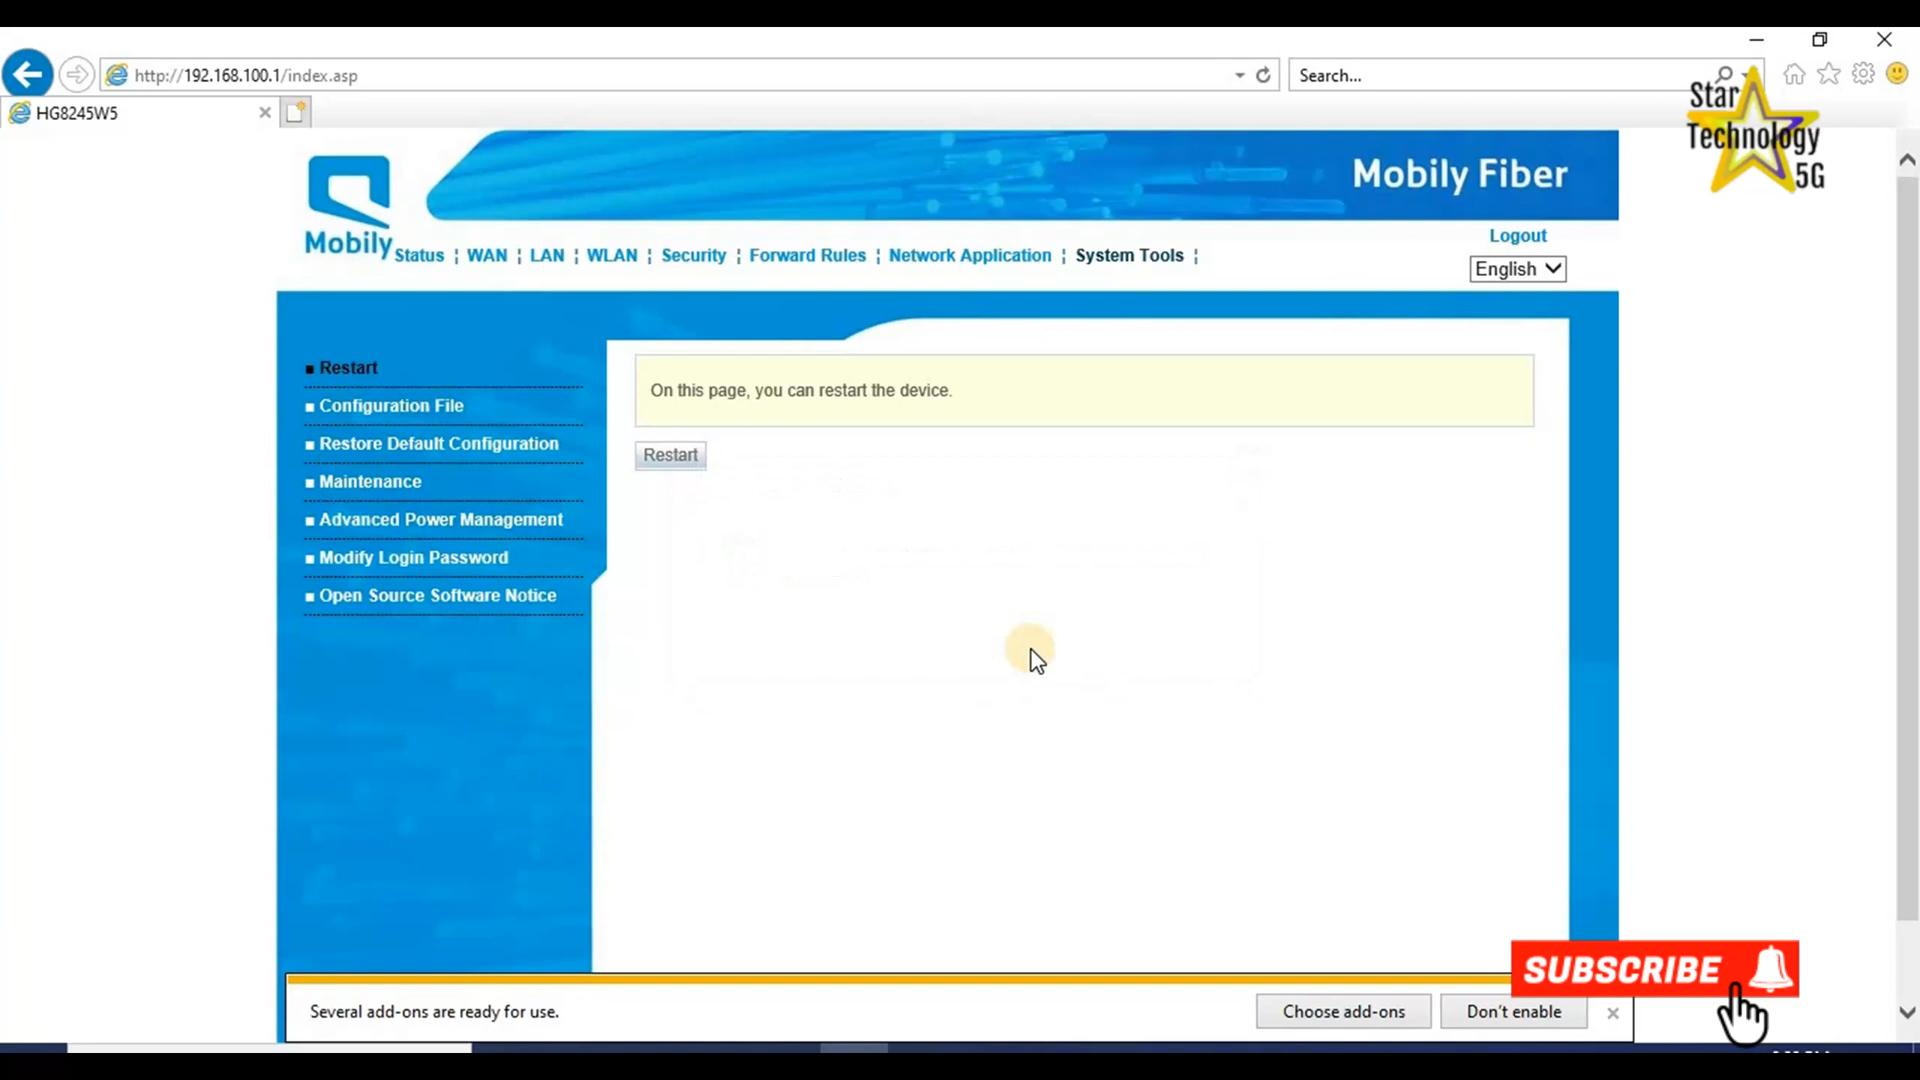 http://192.168.100.1/index.asp
Search...
HG8245W5
Star
Technology
5G
Mobily Fiber
Mobily
Logout
Status ¦ WAN ¦ LAN ¦ WLAN ¦ Security ¦ Forward Rules ¦ Network Application ¦ System Tools ¦
English
Restart
Configuration File
Restore Default Configuration
Maintenance
Advanced Power Management
Modify Login Password
Open Source Software Notice
On this page, you can restart the device.
Restart
SUBSCRIBE
Several add-ons are ready for use.
Choose add-ons
Don't enable